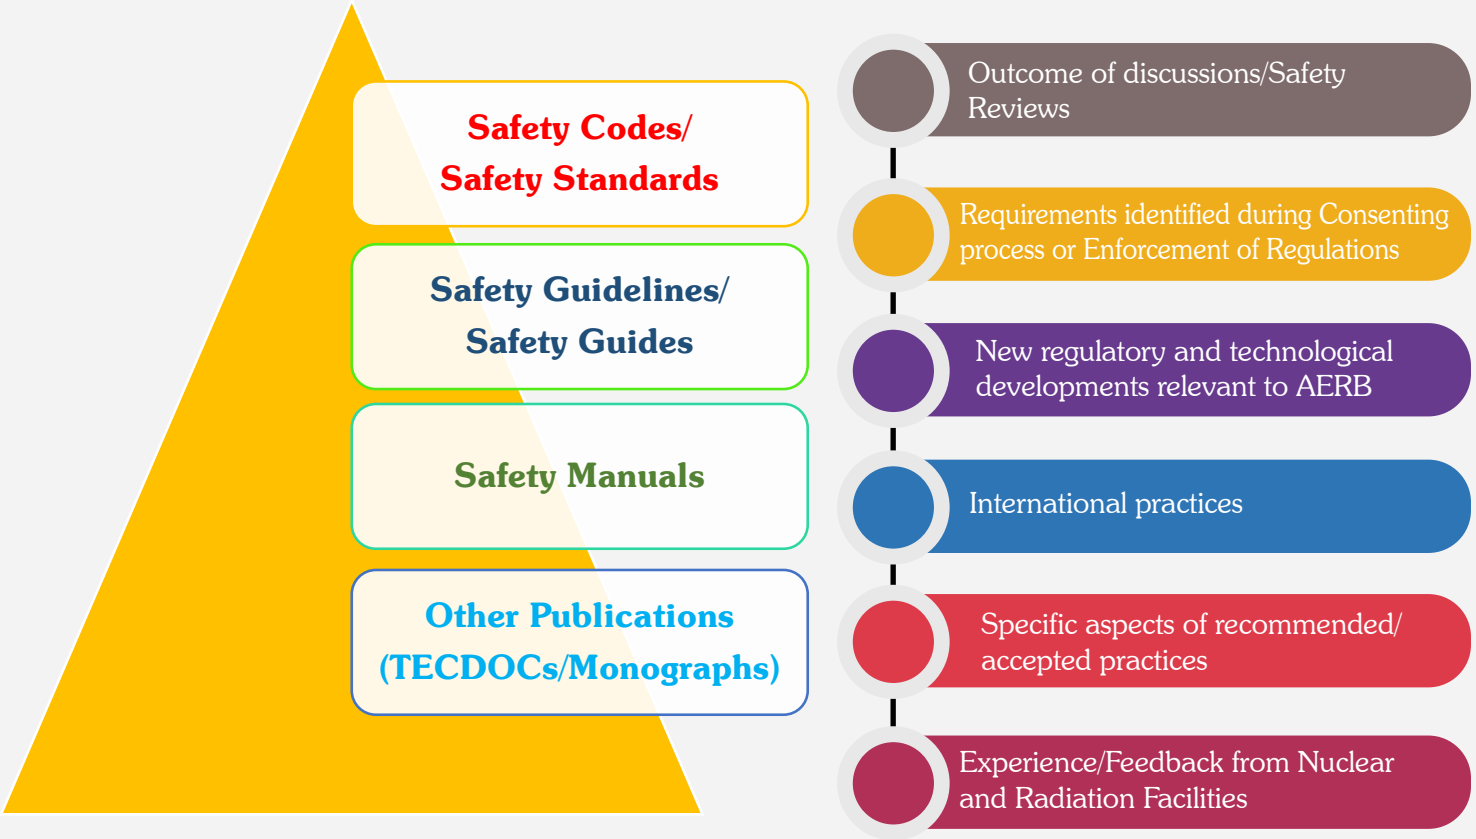 Safety Codes/
Safety Standards
Safety Guidelines/
Safety Guides
Safety Manuals
Other Publications
(TECDOCs/Monographs)
Outcome of discussions/Safety
Reviews
Requirements identified during Consenting
process or Enforcement of Regulations
New regulatory and technological
developments relevant to AERB
International practices
Specific aspects of recommended/
accepted practices
Experience/Feedback from Nuclear
and Radiation Facilities